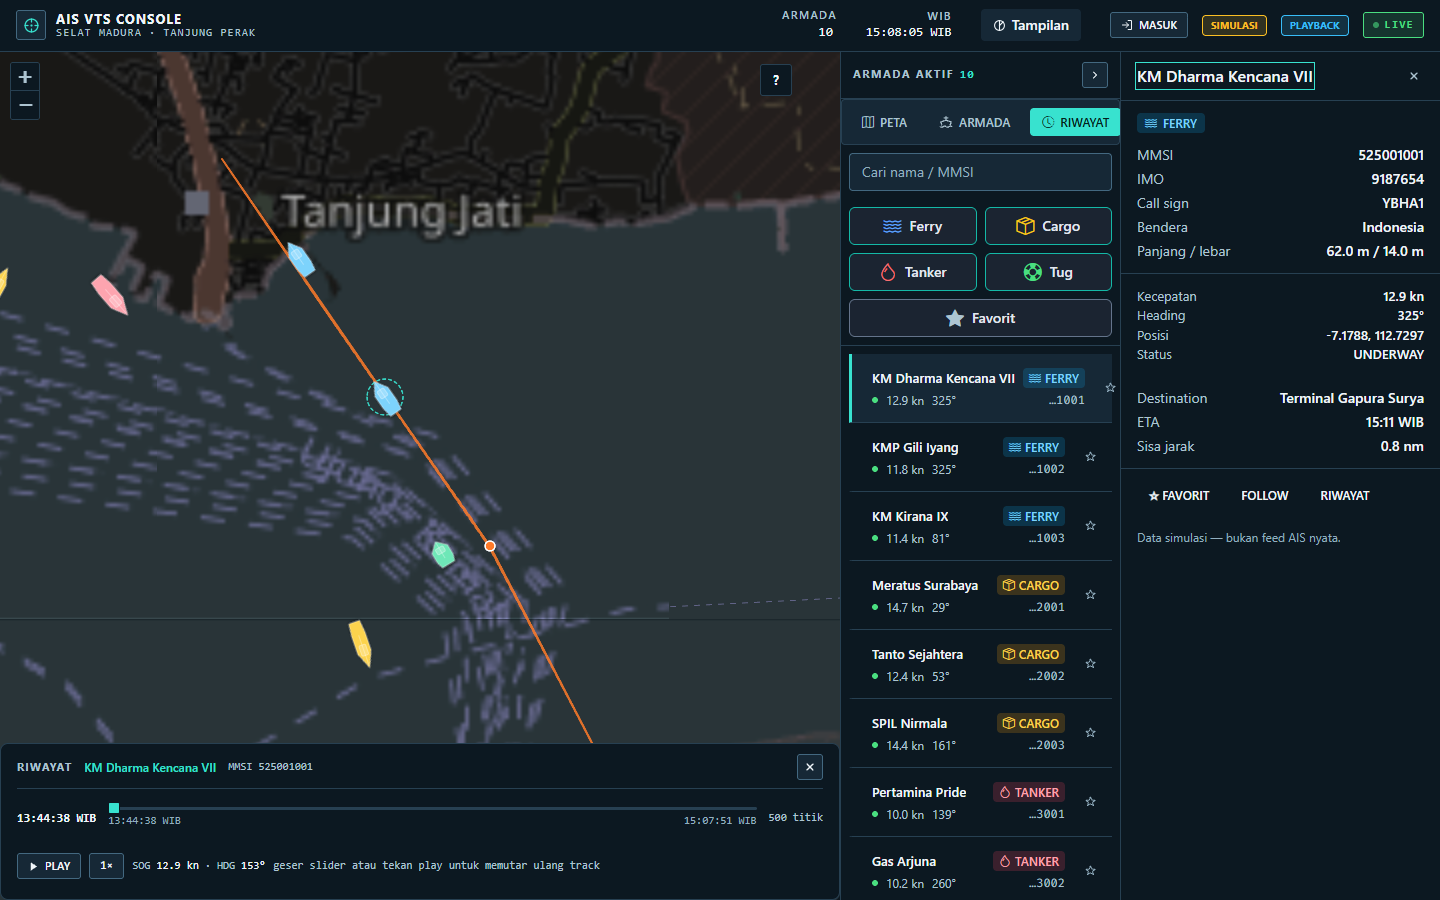 AIS VTS CONSOLE
SELAT MADURA · TANJUNG PERAK
ARMADA
10
WIB
15:08:05 WIB
Tampilan
MASUK
SIMULASI
PLAYBACK
LIVE
+
−
?
Tanjung Jati
RIWAYAT KM Dharma Kencana VII MMSI 525001001
×
13:44:38 WIB
13:44:38 WIB
15:07:51 WIB
500 titik
PLAY
1×
SOG 12.9 kn · HDG 153° geser slider atau tekan play untuk memutar ulang track
ARMADA AKTIF 10
›
PETA
ARMADA
RIWAYAT
Cari nama / MMSI
Ferry
Cargo
Tanker
Tug
Favorit
KM Dharma Kencana VII FERRY
12.9 kn 325° …1001
KMP Gili Iyang FERRY
11.8 kn 325° …1002
KM Kirana IX FERRY
11.4 kn 81° …1003
Meratus Surabaya CARGO
14.7 kn 29° …2001
Tanto Sejahtera CARGO
12.4 kn 53° …2002
SPIL Nirmala CARGO
14.4 kn 161° …2003
Pertamina Pride TANKER
10.0 kn 139° …3001
Gas Arjuna TANKER
10.2 kn 260° …3002
KM Dharma Kencana VII
×
FERRY
MMSI 525001001
IMO 9187654
Call sign YBHA1
Bendera Indonesia
Panjang / lebar 62.0 m / 14.0 m
Kecepatan 12.9 kn
Heading 325°
Posisi -7.1788, 112.7297
Status UNDERWAY
Destination Terminal Gapura Surya
ETA 15:11 WIB
Sisa jarak 0.8 nm
FAVORIT
FOLLOW
RIWAYAT
Data simulasi — bukan feed AIS nyata.